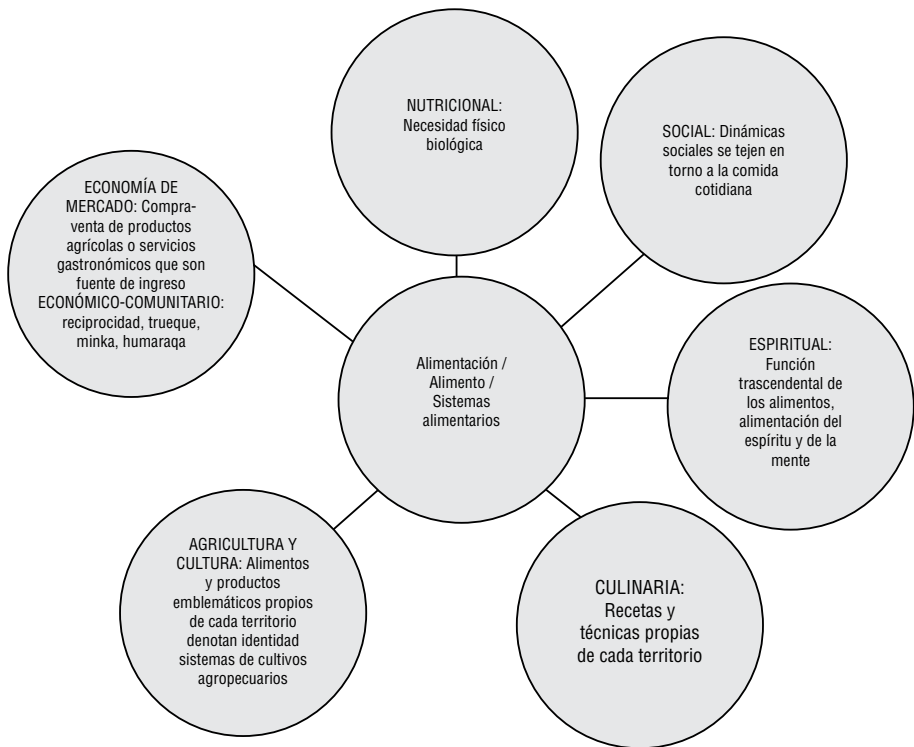 NUTRICIONAL:
Necesidad físico
biológica
SOCIAL: Dinámicas
sociales se tejen en
torno a la comida
cotidiana
ECONOMÍA DE
MERCADO: Compra-
venta de productos
agrícolas o servicios
gastronómicos que son
fuente de ingreso
ECONÓMICO-COMUNITARIO:
reciprocidad, trueque,
minka, humaraqa
Alimentación /
Alimento /
Sistemas
alimentarios
ESPIRITUAL:
Función
trascendental de
los alimentos,
alimentación del
espíritu y de la
mente
AGRICULTURA Y
CULTURA: Alimentos
y productos
emblemáticos propios
de cada territorio
denotan identidad
sistemas de cultivos
agropecuarios
CULINARIA:
Recetas y
técnicas propias
de cada territorio